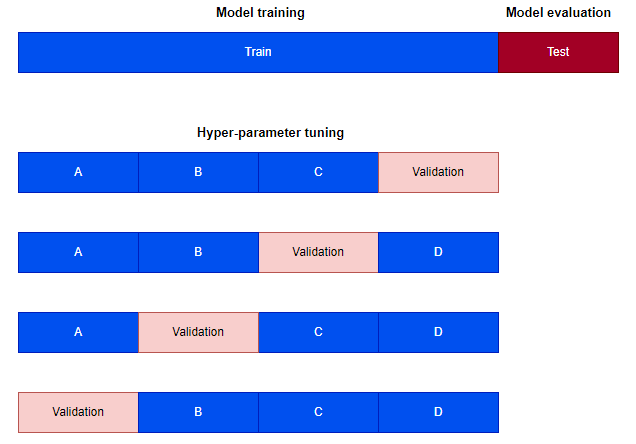 Model training
Model evaluation
Train
Test
Hyper-parameter tuning
A B C Validation
A B Validation D
A Validation C D
Validation B C D